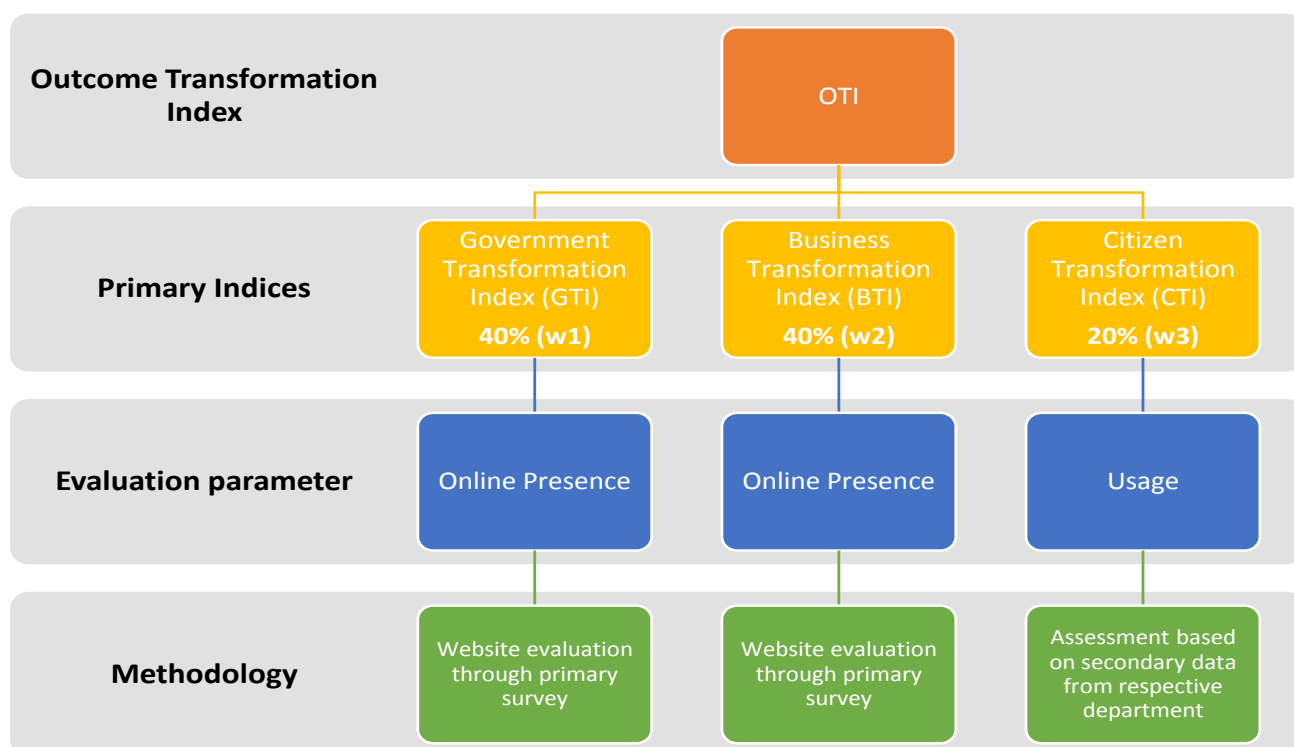 Outcome Transformation
Index
OTI
Primary Indices
Government
Transformation
Index (GTI)
40% (w1)
Business
Transformation
Index (BTI)
40% (w2)
Citizen
Transformation
Index (CTI)
20% (w3)
Evaluation parameter
Online Presence
Online Presence
Usage
Methodology
Website evaluation
through primary
survey
Website evaluation
through primary
survey
Assessment based
on secondary data
from respective
department